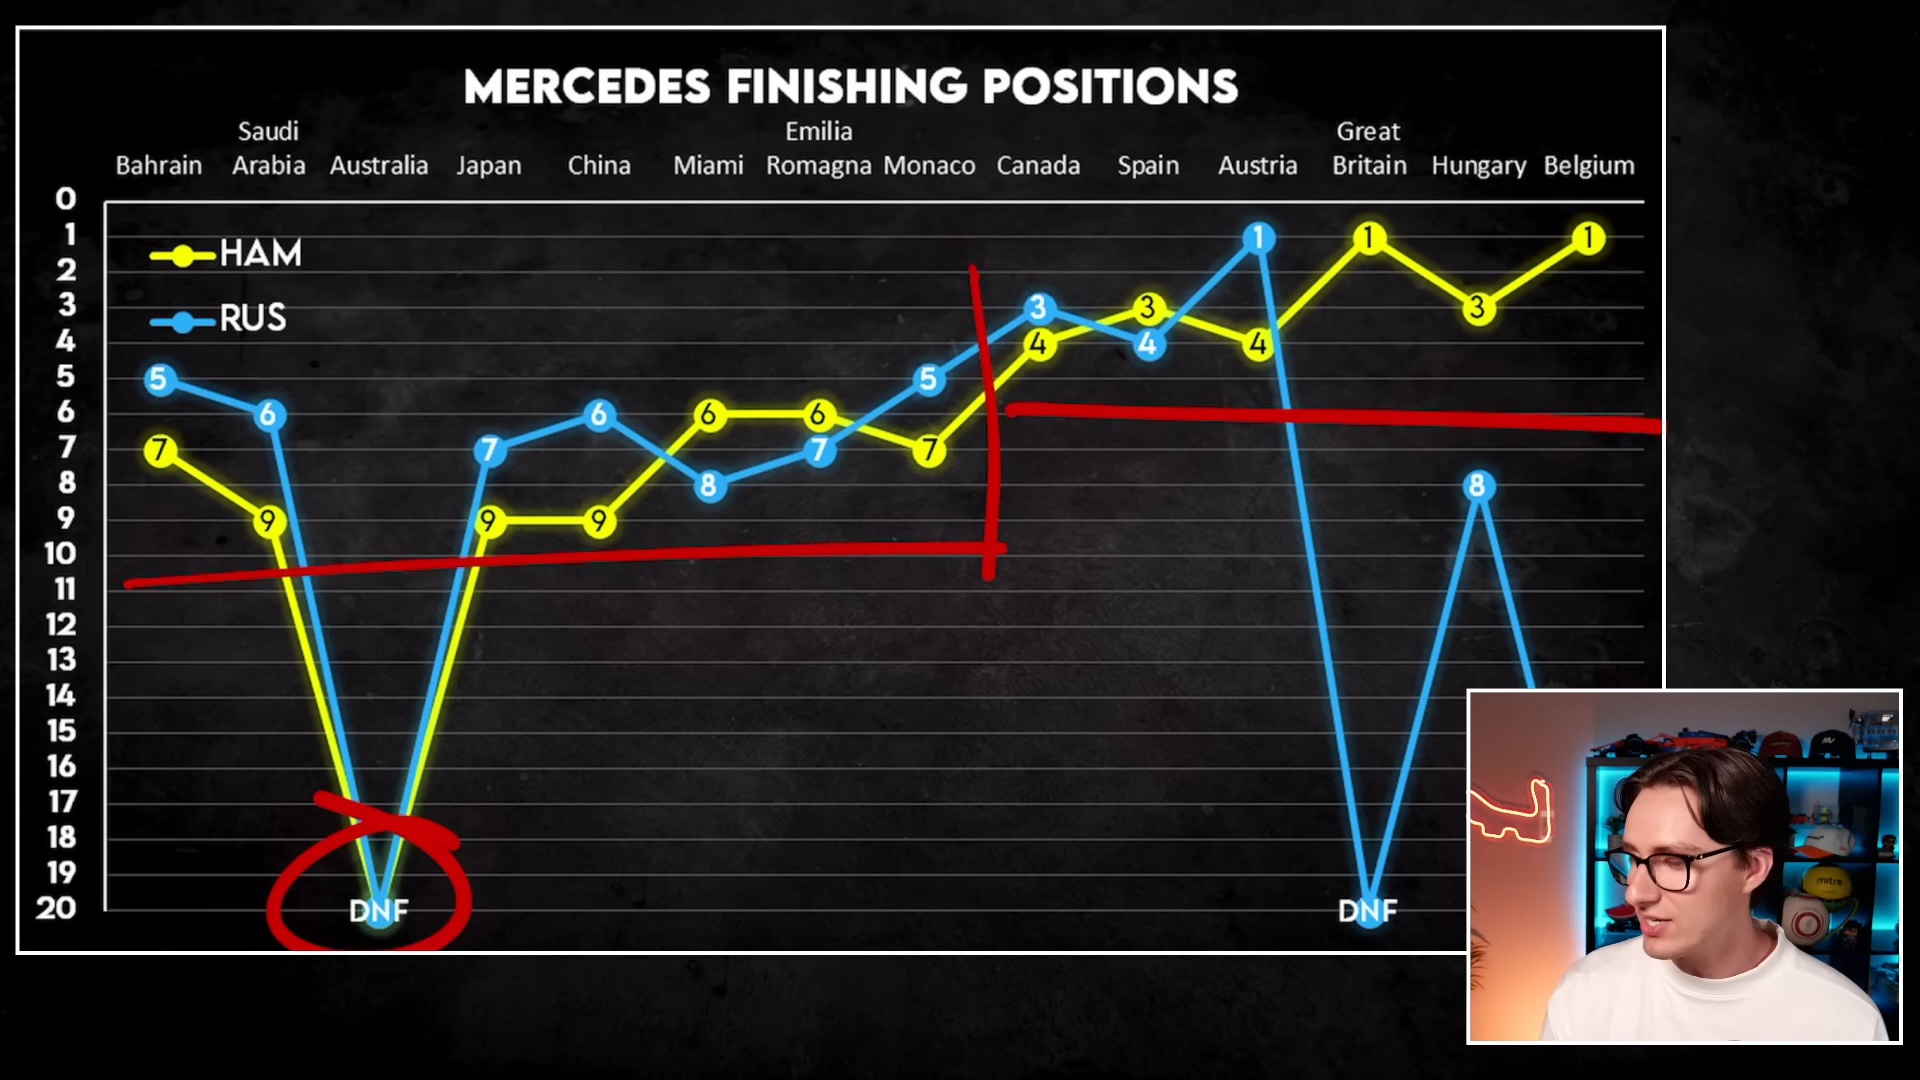 MERCEDES FINISHING POSITIONS
Bahrain Saudi Arabia Australia Japan China Miami Emilia Romagna Monaco Canada Spain Austria Great Britain Hungary Belgium
0
1 1 1 1
2 HAM
3 RUS 3 3 3
4 4 4 4
5 5 5
6 6 6 6 6
7 7 7 7 7
8 8 8
9 9 9 9
10
11
12
13
14
15
16
17
18
19
20 DNF DNF
mitre